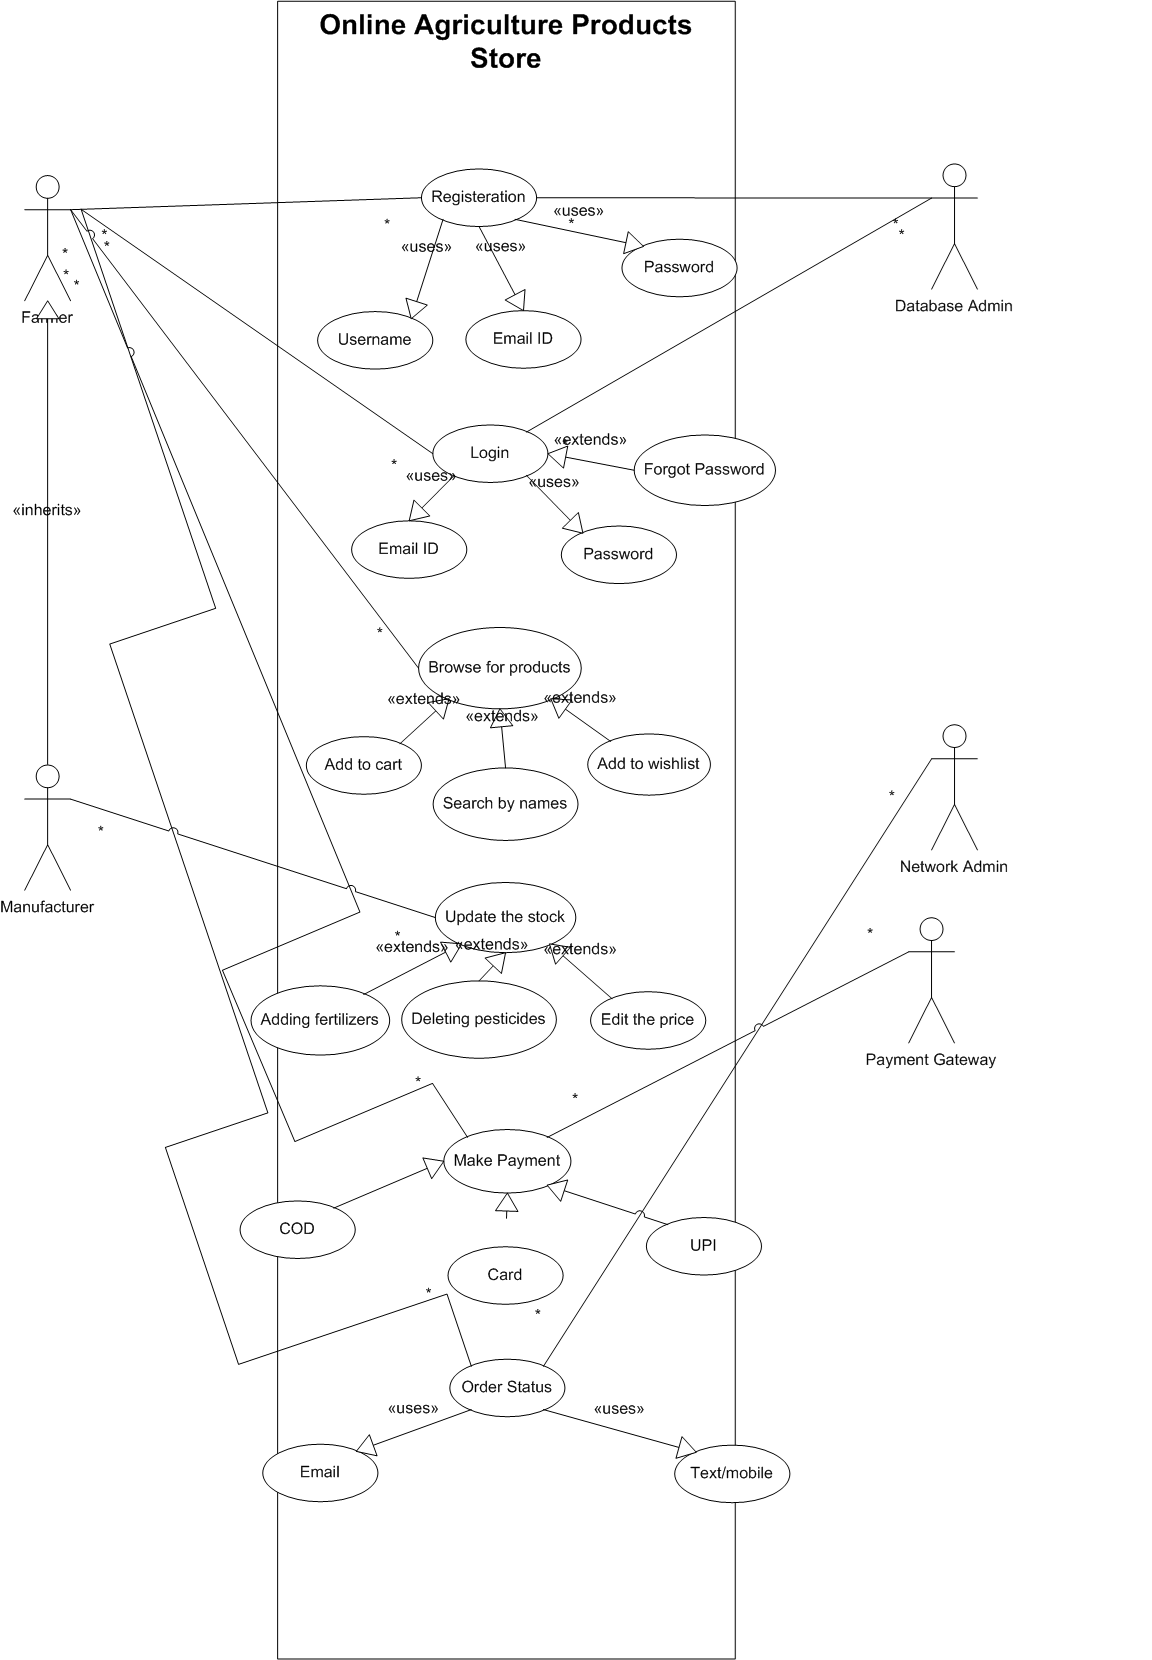 Online Agriculture Products
Store
Registeration
«uses»
*
*
*
*
*
*
*
«uses»
«uses»
*
*
Password
Database Admin
Farmer
Username
Email ID
Login
«extends»
*
Forgot Password
«uses»
«uses»
«inherits»
Email ID
Password
*
Browse for products
«extends»
«extends»
«extends»
Add to cart
Add to wishlist
Search by names
*
*
Network Admin
Manufacturer
Update the stock
*
*
«extends»
«extends»
«extends»
Adding fertilizers
Deleting pesticides
Edit the price
Payment Gateway
*
*
Make Payment
COD
UPI
Card
*
*
Order Status
«uses»
«uses»
Email
Text/mobile